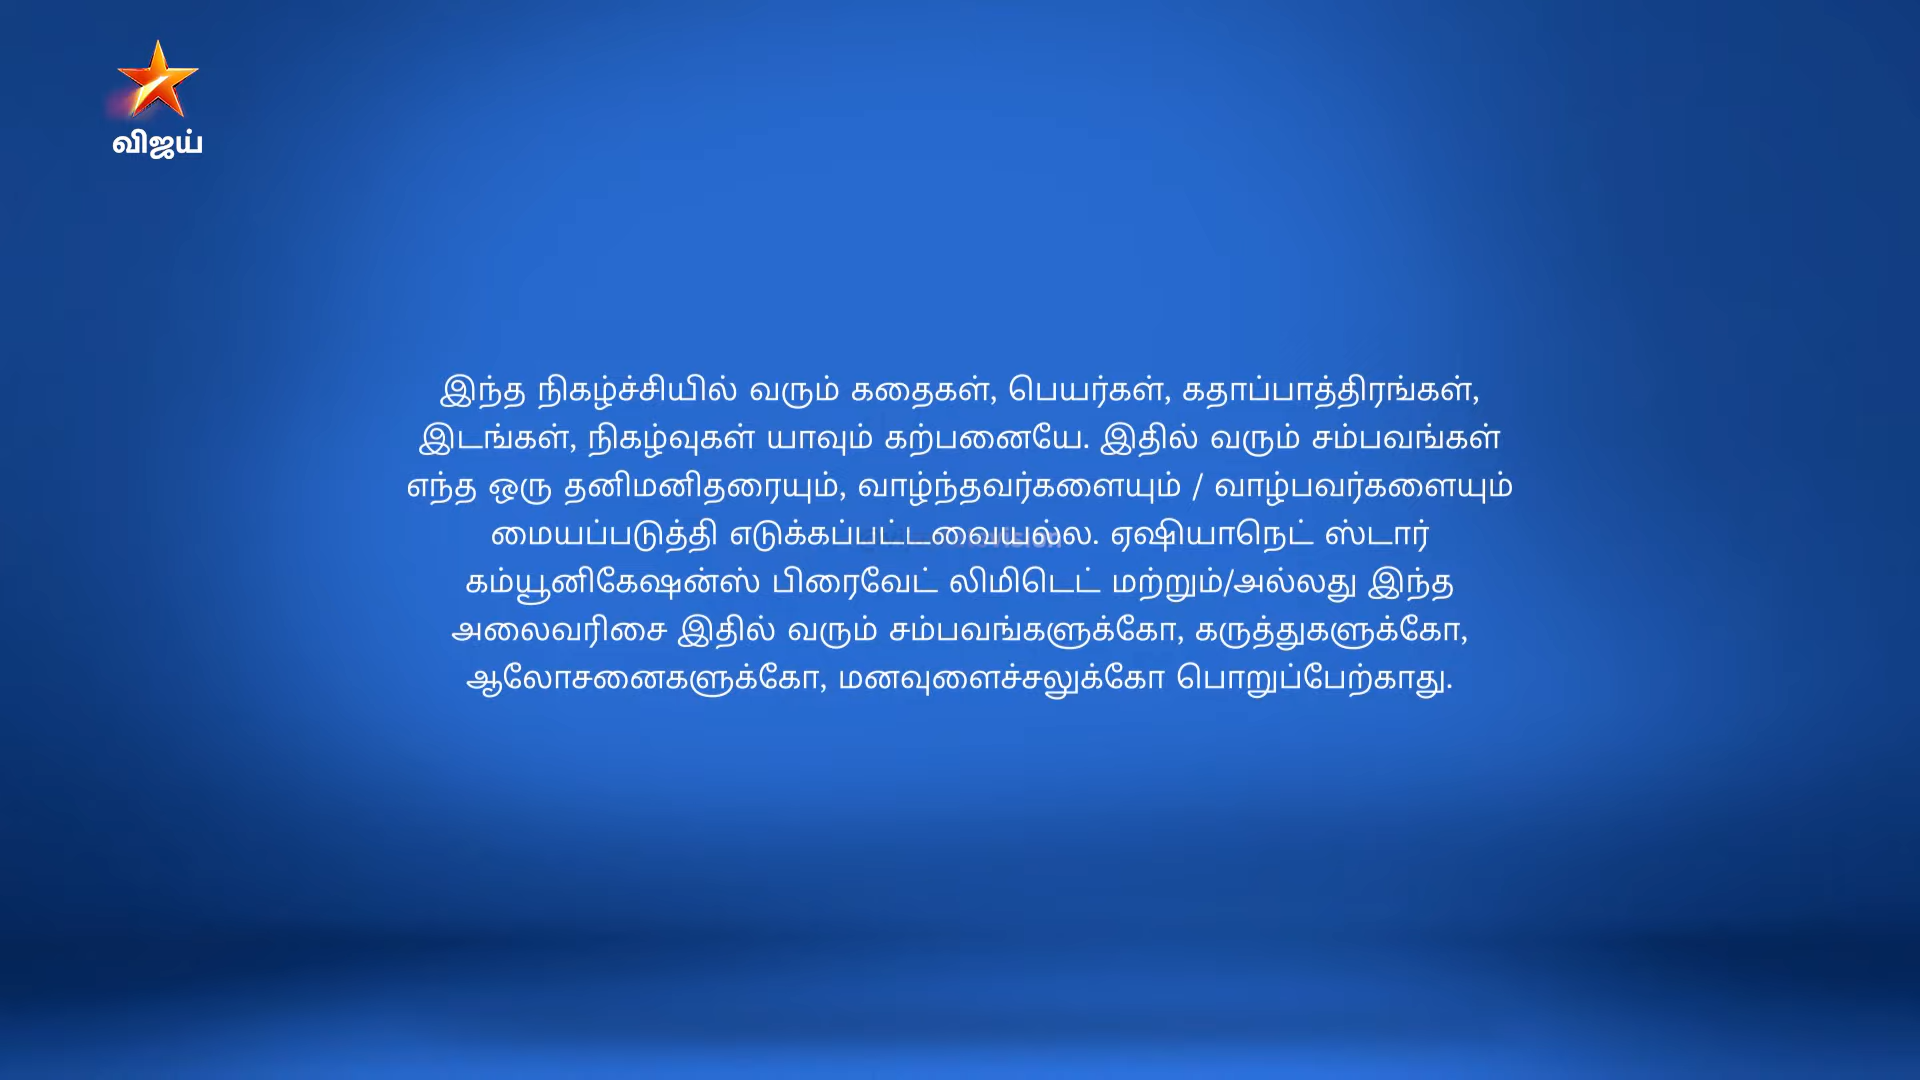 விஜய்
இந்த நிகழ்ச்சியில் வரும் கதைகள், பெயர்கள், கதாப்பாத்திரங்கள்,
இடங்கள், நிகழ்வுகள் யாவும் கற்பனையே. இதில் வரும் சம்பவங்கள்
எந்த ஒரு தனிமனிதரையும், வாழ்ந்தவர்களையும் / வாழ்பவர்களையும்
மையப்படுத்தி எடுக்கப்பட்டவையல்ல. ஏஷியாநெட் ஸ்டார்
கம்யூனிகேஷன்ஸ் பிரைவேட் லிமிடெட் மற்றும்/அல்லது இந்த
அலைவரிசை இதில் வரும் சம்பவங்களுக்கோ, கருத்துகளுக்கோ,
ஆலோசனைகளுக்கோ, மனவுளைச்சலுக்கோ பொறுப்பேற்காது.